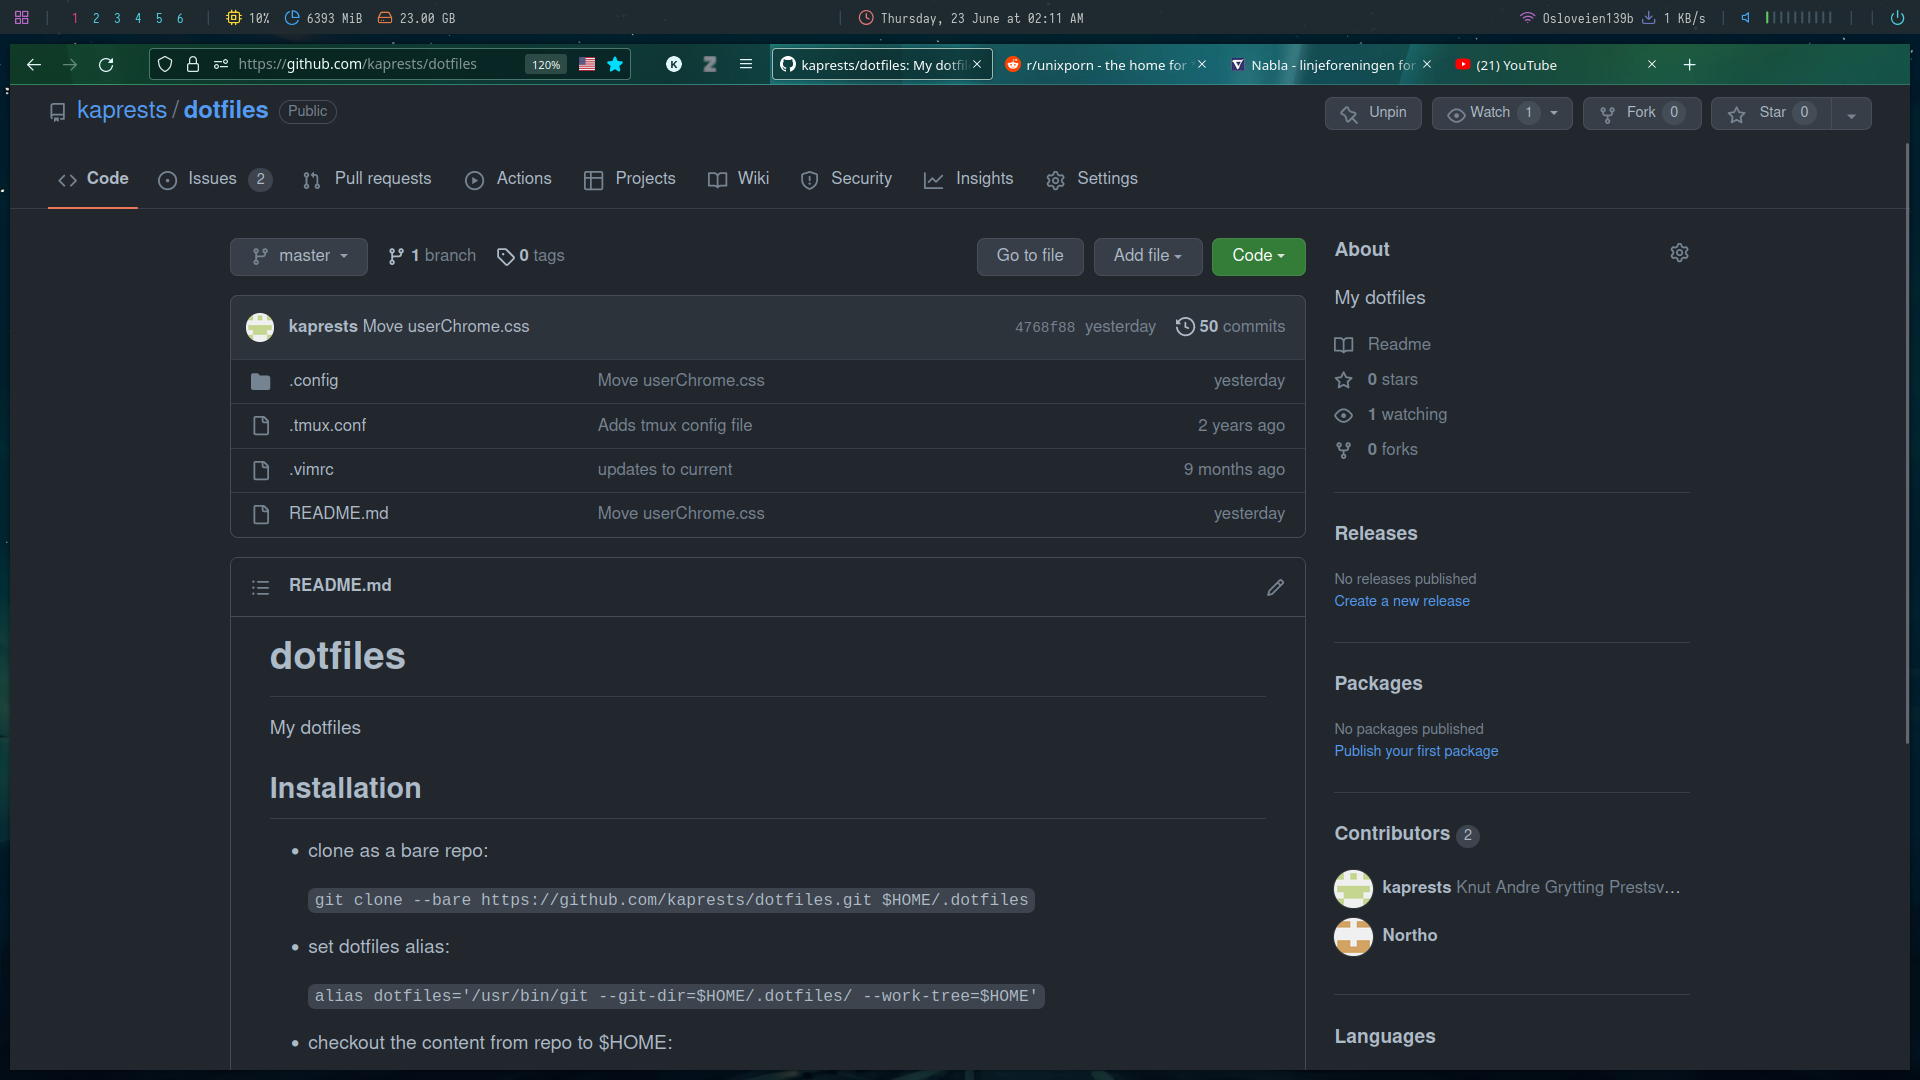 1 2 3 4 5 6 10% 6393 MiB 23.00 GB Thursday, 23 June at 02:11 AM Osloveien139b 1 KB/s
https://github.com/kaprests/dotfiles 120% K Z kaprests/dotfiles: My dotfil r/unixporn - the home for Nabla - linjeforeningen for (21) YouTube
kaprests / dotfiles Public Unpin Watch 1 Fork 0 Star 0
Code Issues 2 Pull requests Actions Projects Wiki Security Insights Settings
master 1 branch 0 tags Go to file Add file Code
kaprests Move userChrome.css 4768f88 yesterday 50 commits
.config Move userChrome.css yesterday
.tmux.conf Adds tmux config file 2 years ago
.vimrc updates to current 9 months ago
README.md Move userChrome.css yesterday
README.md
dotfiles
My dotfiles
Installation
clone as a bare repo:
git clone --bare https://github.com/kaprests/dotfiles.git $HOME/.dotfiles
set dotfiles alias:
alias dotfiles='/usr/bin/git --git-dir=$HOME/.dotfiles/ --work-tree=$HOME'
checkout the content from repo to $HOME:
About
My dotfiles
Readme
0 stars
1 watching
0 forks
Releases
No releases published
Create a new release
Packages
No packages published
Publish your first package
Contributors 2
kaprests Knut Andre Grytting Prestsv...
Northo
Languages